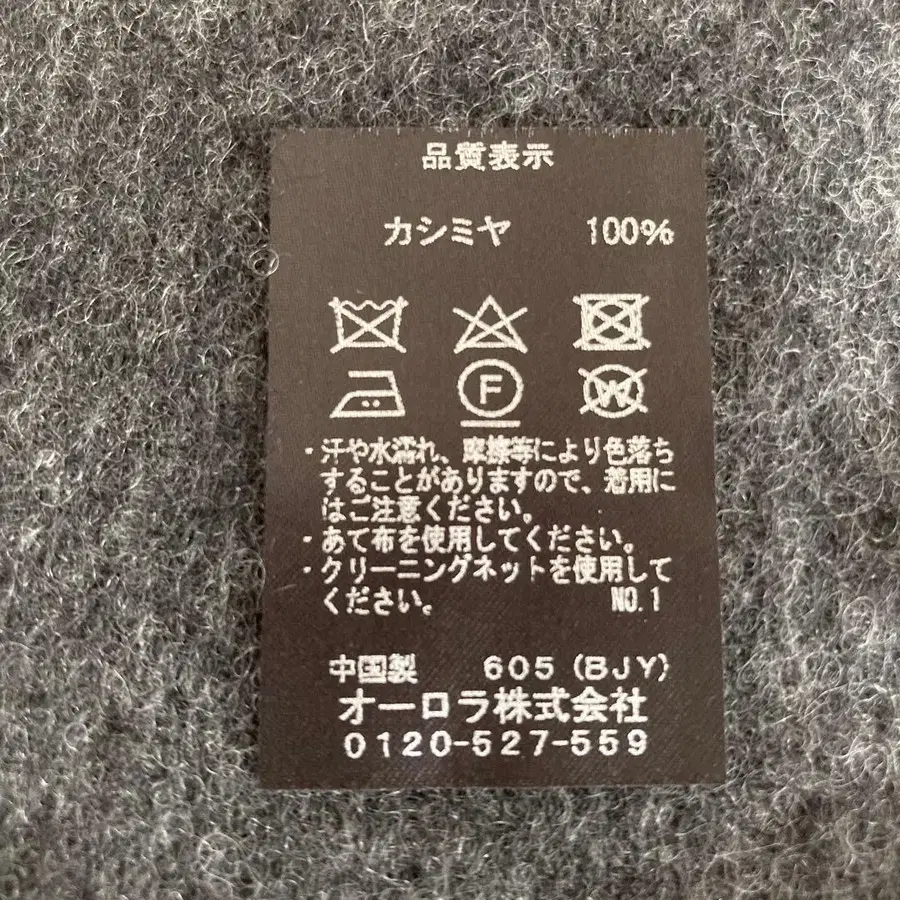 品質表示
カシミヤ 100%
F
W
・汗や水濡れ、摩擦等により色落ち
することがありますので、着用に
はご注意ください。
・あて布を使用してください。
・クリーニングネットを使用して
ください。 NO.1
中国製 605 (BJY)
オーロラ株式会社
0120-527-559